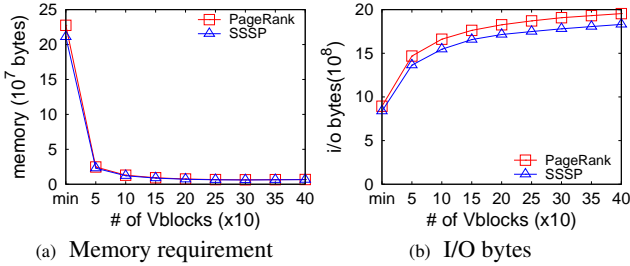 memory (10^7 bytes)
25
20
15
10
5
0
PageRank
SSSP
min 5 10 15 20 25 30 35 40
# of Vblocks (x10)
(a) Memory requirement
i/o bytes(10^8)
20
15
10
5
0
PageRank
SSSP
min 5 10 15 20 25 30 35 40
# of Vblocks (x10)
(b) I/O bytes